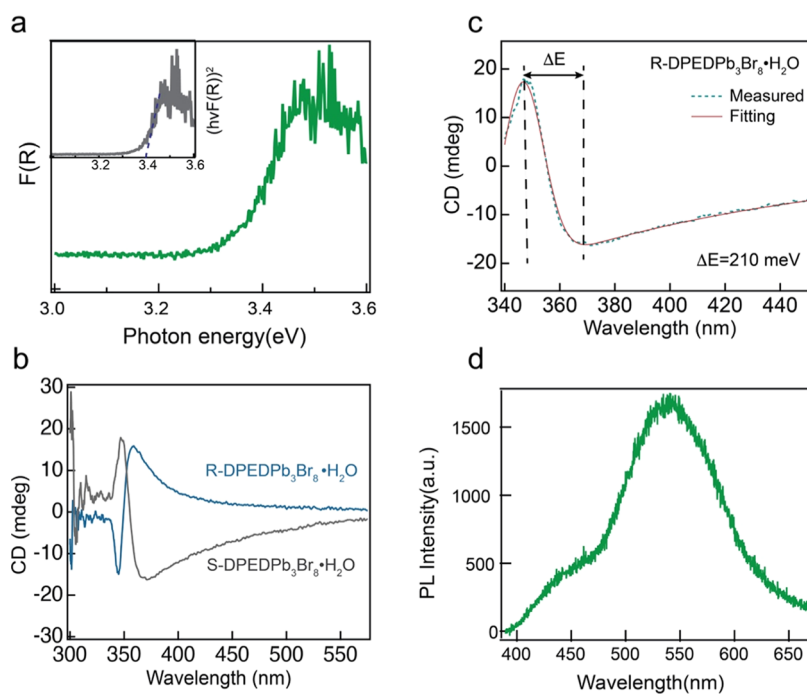 a
F(R)
(hvF(R))²
3.2 3.4 3.6
3.0 3.2 3.4 3.6
Photon energy(eV)
b
CD (mdeg)
30
20
10
0
-10
-20
-30
R-DPEDPb₃Br₈•H₂O
S-DPEDPb₃Br₈•H₂O
300 350 400 450 500 550
Wavelength (nm)
c
CD (mdeg)
20
10
0
-10
-20
ΔE
R-DPEDPb₃Br₈•H₂O
Measured
Fitting
ΔE=210 meV
340 360 380 400 420 440
Wavelength (nm)
d
PL Intensity(a.u.)
1500
1000
500
0
400 450 500 550 600 650
Wavelength(nm)